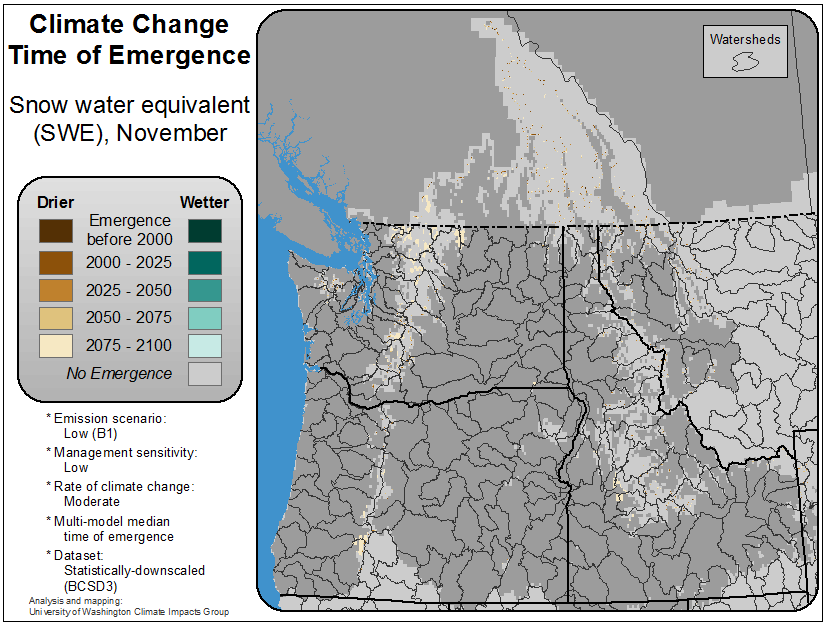 Climate Change
Time of Emergence
Snow water equivalent
(SWE), November
Drier
Wetter
Emergence
before 2000
2000 - 2025
2025 - 2050
2050 - 2075
2075 - 2100
No Emergence
* Emission scenario:
Low (B1)
* Management sensitivity:
Low
* Rate of climate change:
Moderate
* Multi-model median
time of emergence
* Dataset:
Statistically-downscaled
(BCSD3)
Analysis and mapping:
University of Washington Climate Impacts Group
Watersheds